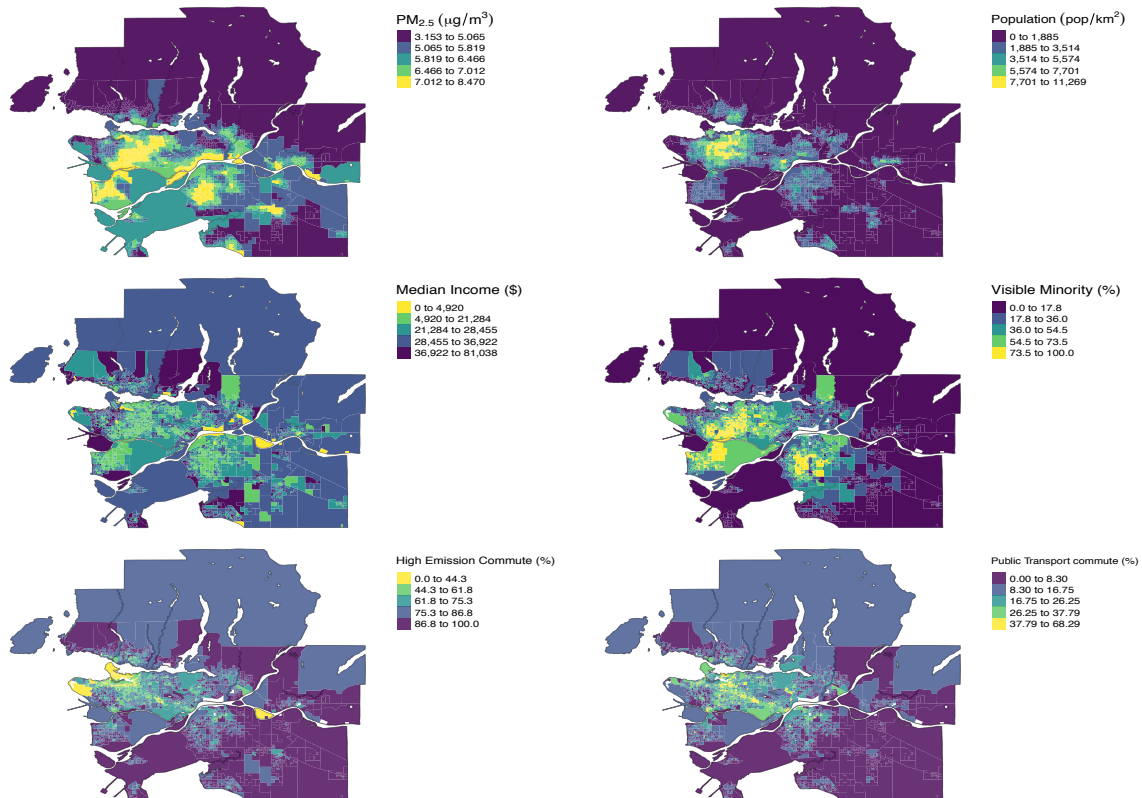 PM2.5 (μg/m3)
3.153 to 5.065
5.065 to 5.819
5.819 to 6.466
6.466 to 7.012
7.012 to 8.470
Population (pop/km2)
0 to 1,885
1,885 to 3,514
3,514 to 5,574
5,574 to 7,701
7,701 to 11,269
Median Income ($)
0 to 4,920
4,920 to 21,284
21,284 to 28,455
28,455 to 36,922
36,922 to 81,038
Visible Minority (%)
0.0 to 17.8
17.8 to 36.0
36.0 to 54.5
54.5 to 73.5
73.5 to 100.0
High Emission Commute (%)
0.0 to 44.3
44.3 to 61.8
61.8 to 75.3
75.3 to 86.8
86.8 to 100.0
Public Transport commute (%)
0.00 to 8.30
8.30 to 16.75
16.75 to 26.25
26.25 to 37.79
37.79 to 68.29